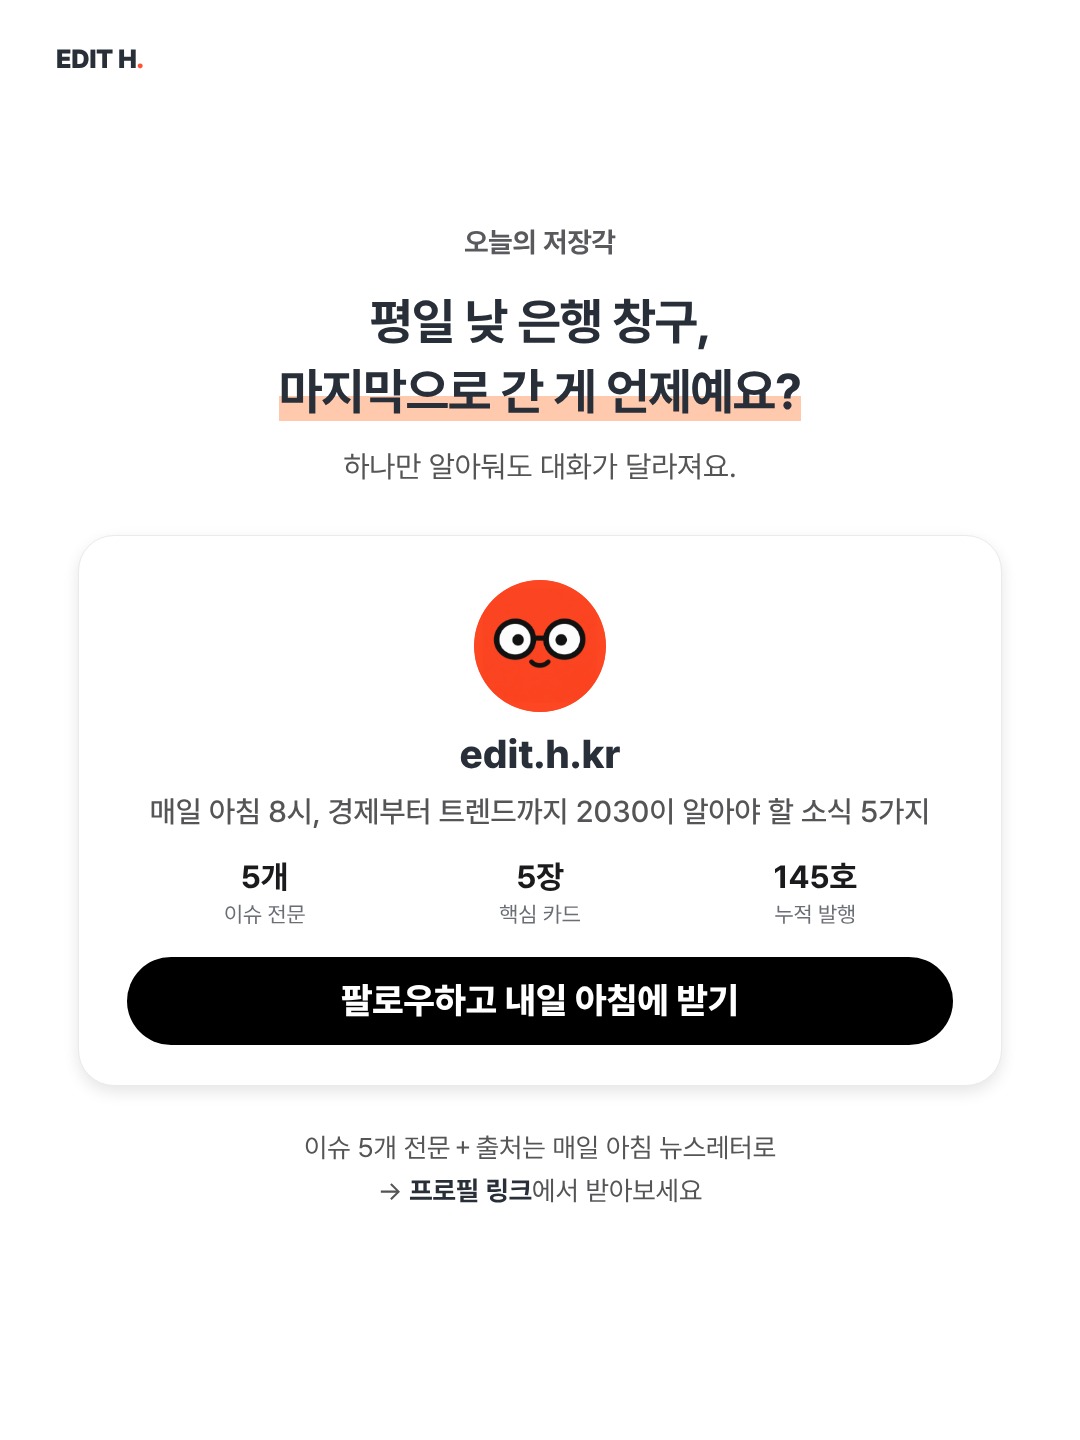 EDIT H.
오늘의 저장각
평일 낮 은행 창구,
마지막으로 간 게 언제예요?
하나만 알아둬도 대화가 달라져요.
edit.h.kr
매일 아침 8시, 경제부터 트렌드까지 2030이 알아야 할 소식 5가지
5개 5장 145호
이슈 전문 핵심 카드 누적 발행
팔로우하고 내일 아침에 받기
이슈 5개 전문 + 출처는 매일 아침 뉴스레터로
→ 프로필 링크에서 받아보세요